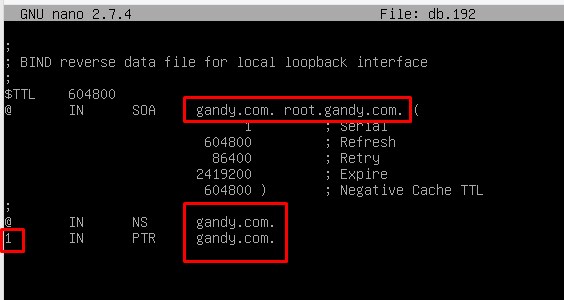 GNU nano 2.7.4 File: db.192
;
; BIND reverse data file for local loopback interface
;
$TTL 604800
@ IN SOA gandy.com. root.gandy.com. (
1 ; Serial
604800 ; Refresh
86400 ; Retry
2419200 ; Expire
604800 ) ; Negative Cache TTL
;
@ IN NS gandy.com.
1 IN PTR gandy.com.